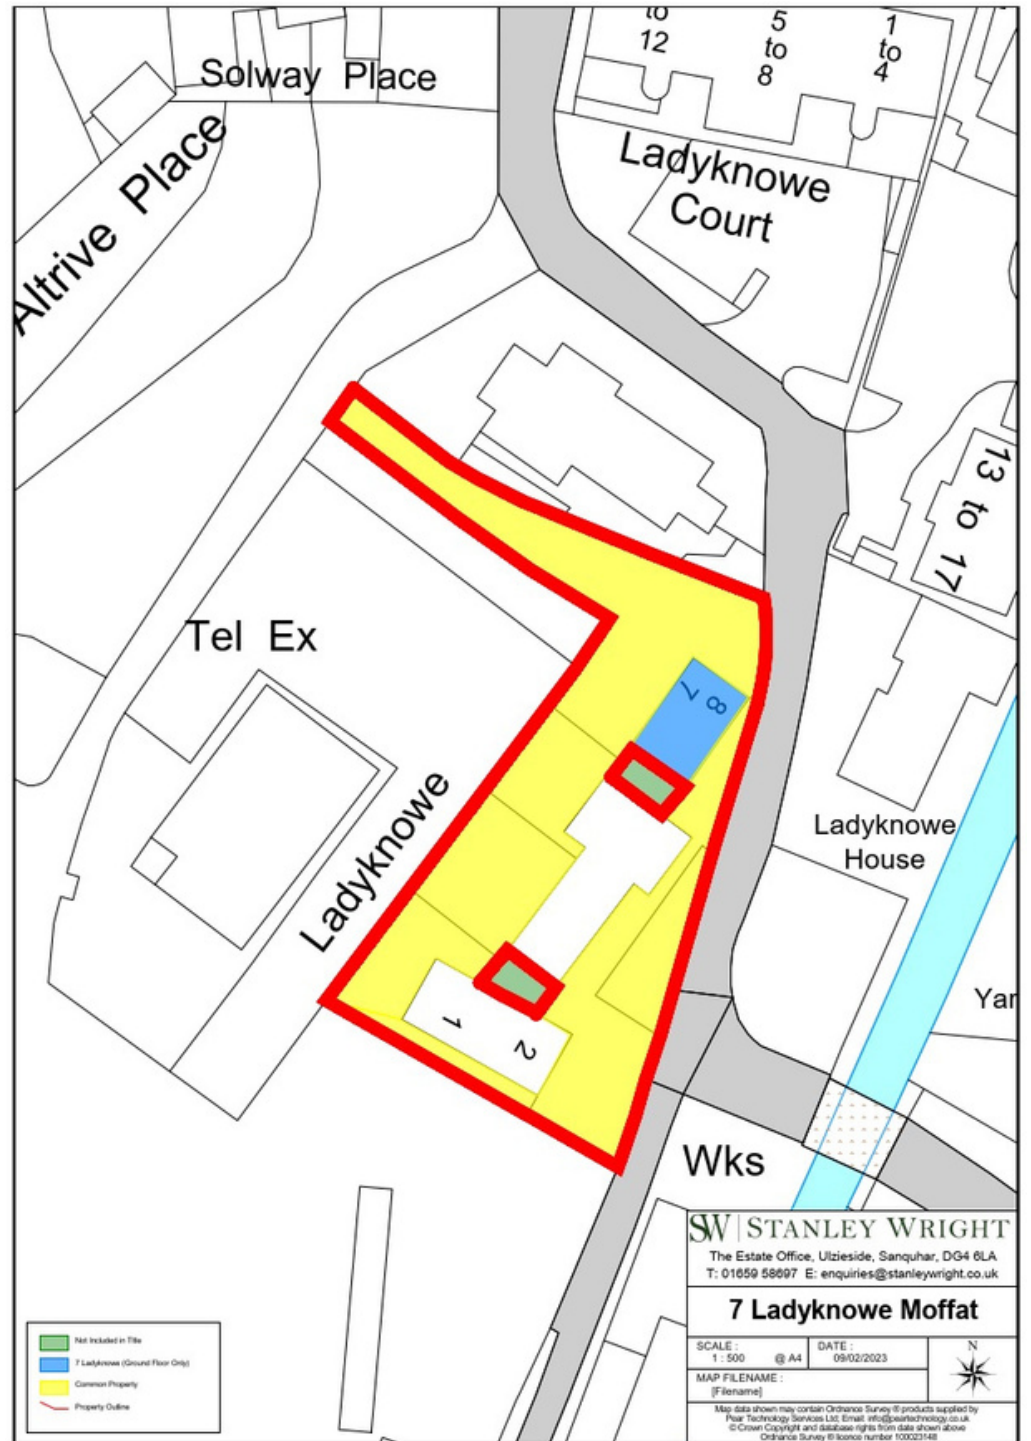 to
12
5
to
8
1
to
4
Solway Place
Altrive Place
Ladyknowe
Court
13 to 17
Tel Ex
7
8
Ladyknowe
Ladyknowe
House
1
2
Yar
Wks
SW | STANLEY WRIGHT
The Estate Office, Ulzieside, Sanquhar, DG4 6LA
T: 01659 58697 E: enquiries@stanleywright.co.uk
7 Ladyknowe Moffat
SCALE :
1 : 500 @ A4
DATE :
09/02/2023
N
MAP FILENAME :
[Filename]
Map data shown may contain Ordnance Survey ® products supplied by
Pear Technology Services Ltd; Email: info@peartechnology.co.uk
© Crown Copyright and database rights from date shown above
Ordnance Survey ® licence number 100023148
Not Included in Title
7 Ladyknowe (Ground Floor Only)
Common Property
Property Outline